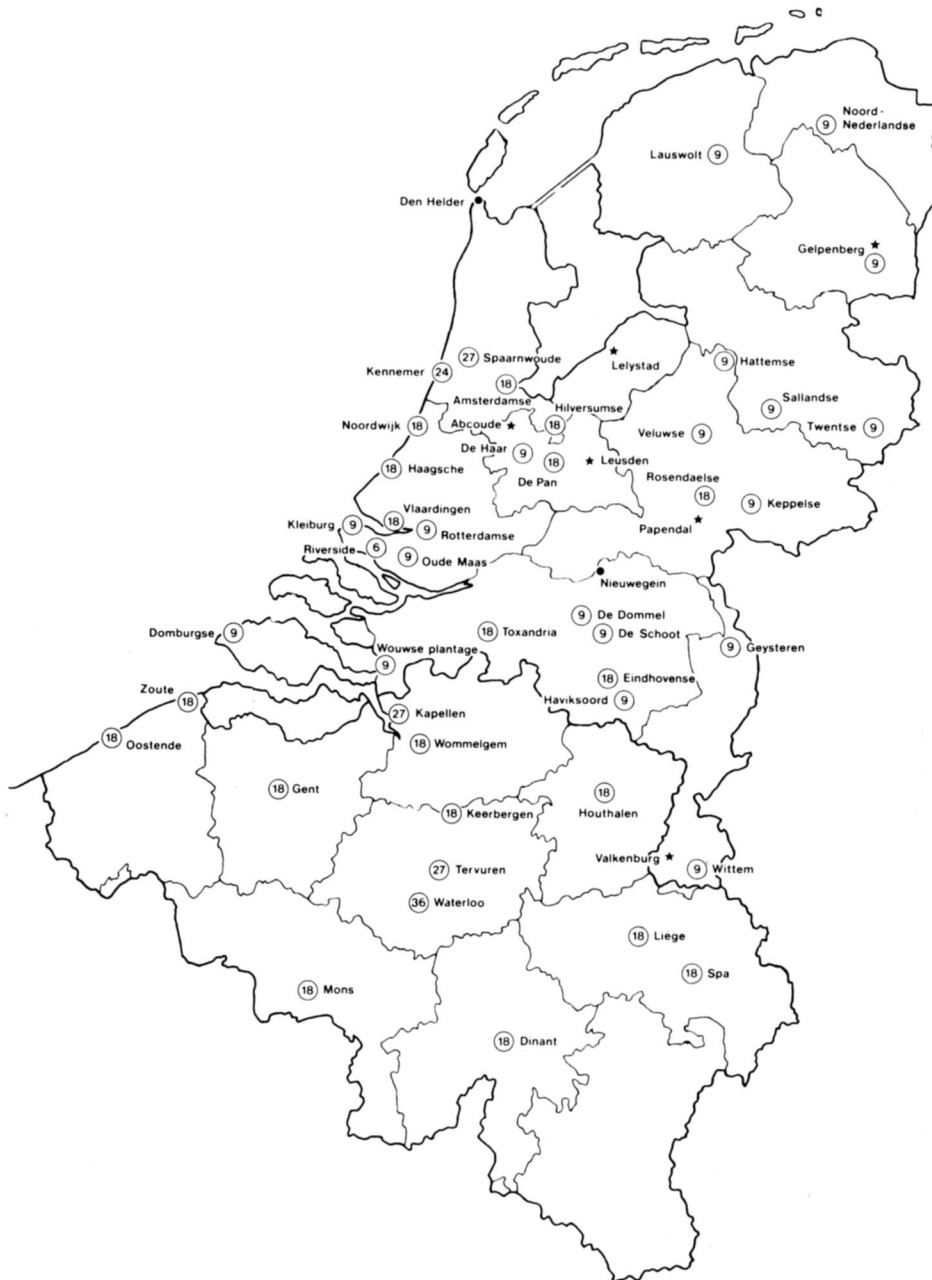 Noord-
Nederlandse
9
Lauswolt 9
Den Helder
Gelpenberg
9
27 Spaarnwoude
Lelystad
9 Hattemse
Kennemer 24
18
Amsterdamse
Hilversumse
Sallandse
9
Noordwijk 18
Abcoude
18
Veluwse 9
Twentse 9
De Haar
9
18
Leusden
18 Haagsche
De Pan
Rosendaelse
18
9 Keppelse
Vlaardingen
18
Kleiburg 9
9 Rotterdamse
Papendal
Riverside 6
9 Oude Maas
Nieuwegein
9 De Dommel
Domburgse 9
18 Toxandria
9 De Schoot
9 Geysteren
Wouwse plantage
9
18 Eindhovense
Zoute
18
Haviksoord 9
27 Kapellen
18 Oostende
18 Wommelgem
18 Gent
18
Houthalen
18 Keerbergen
Valkenburg
27 Tervuren
9 Wittem
36 Waterloo
18 Liége
18 Spa
18 Mons
18 Dinant